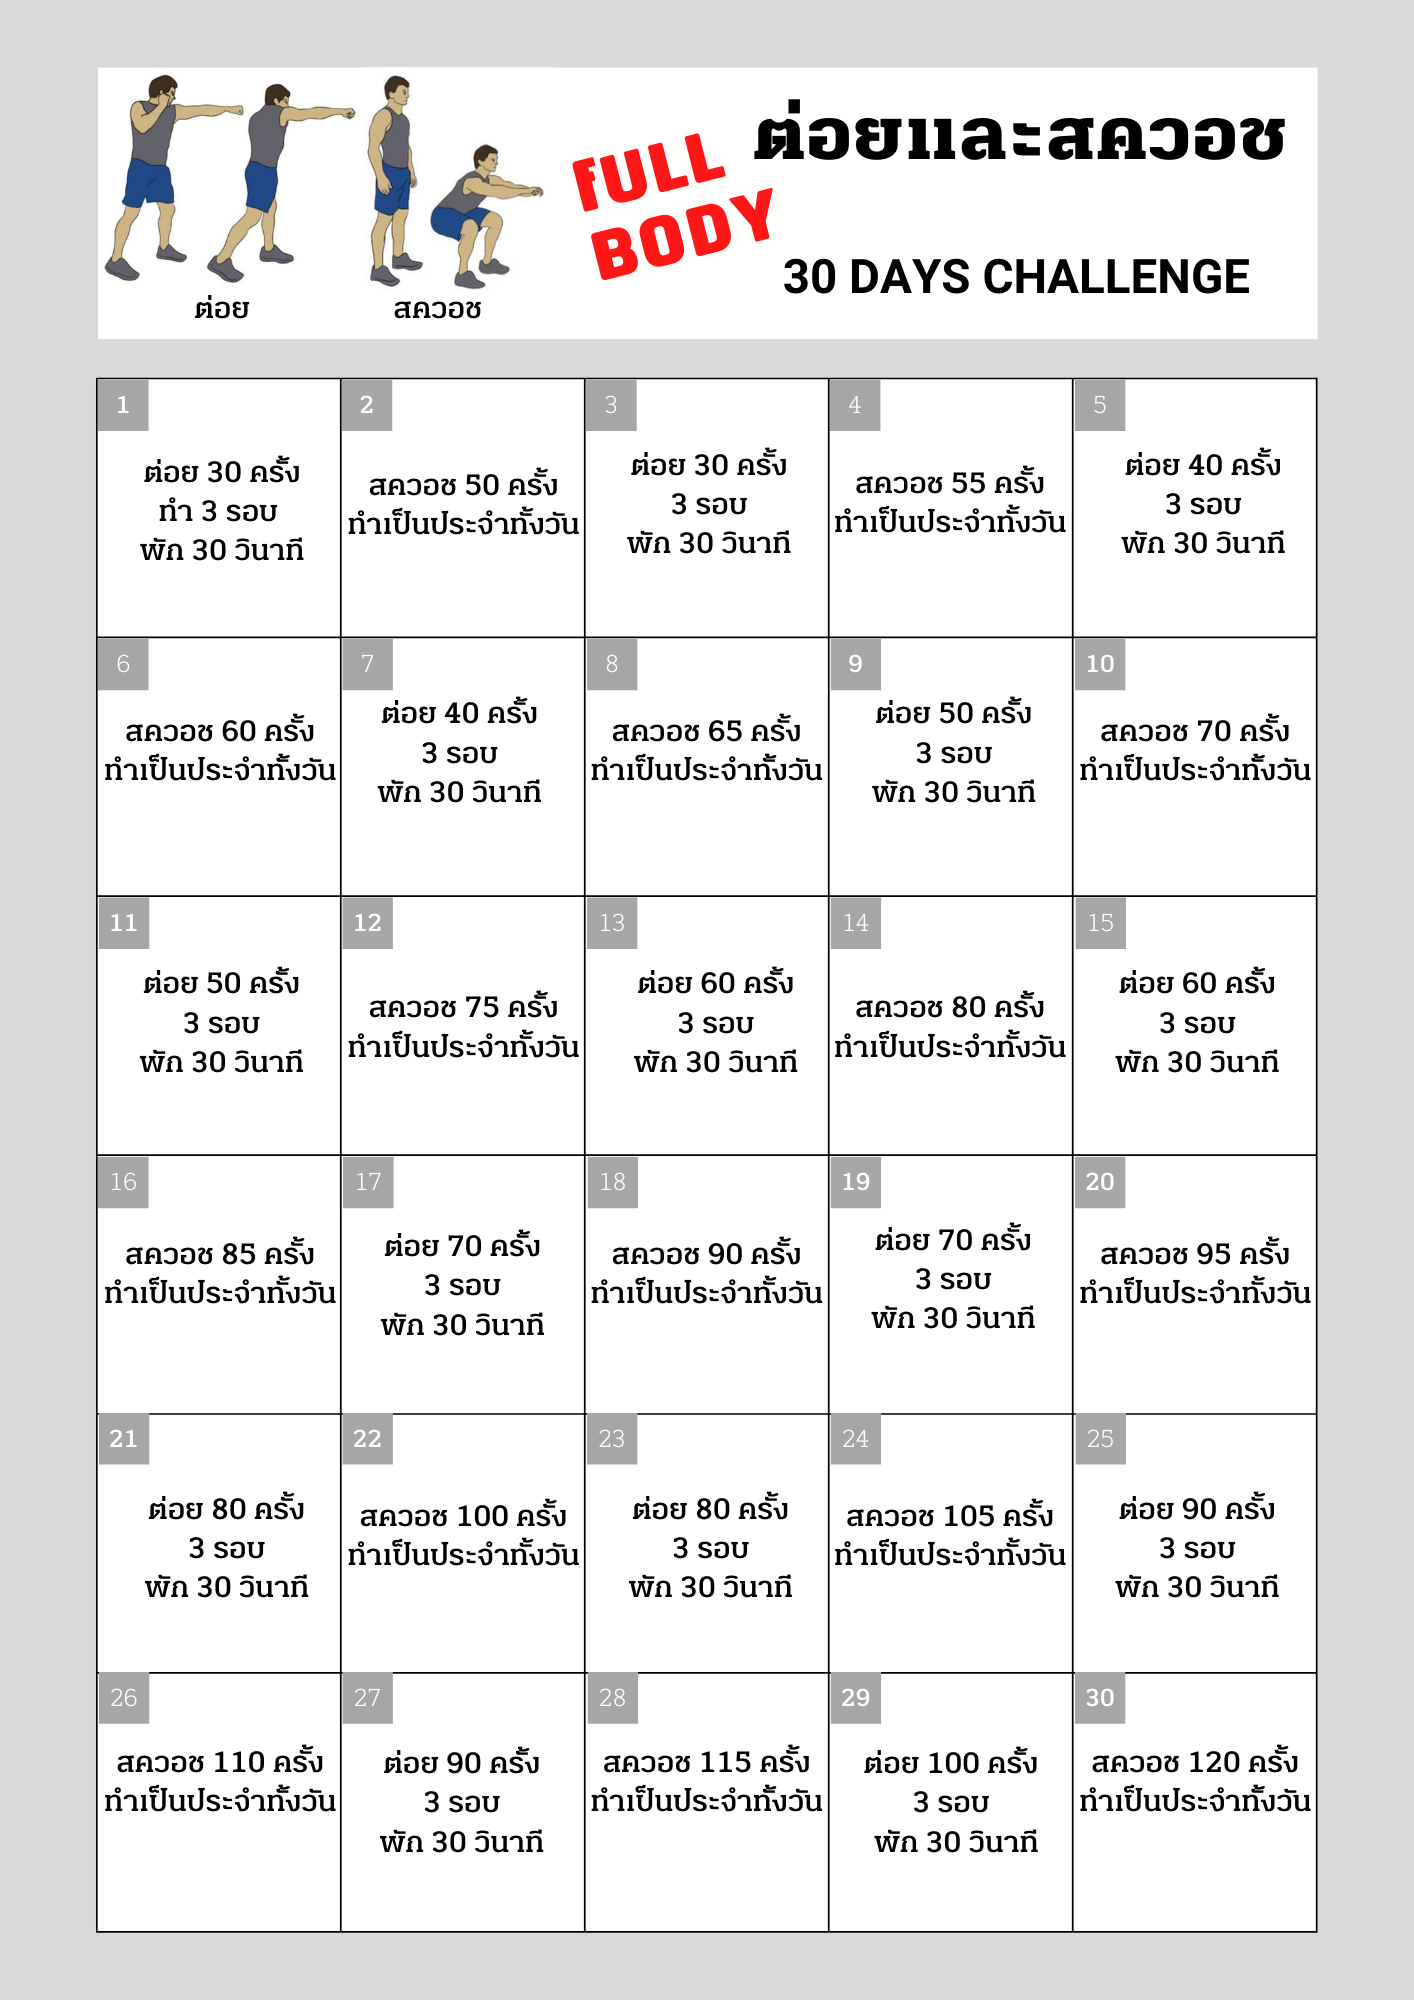 ต่อยและสควอช
FULL
BODY
30 DAYS CHALLENGE
ต่อย
สควอช
1
ต่อย 30 ครั้ง
ทำ 3 รอบ
พัก 30 วินาที
2
สควอช 50 ครั้ง
ทำเป็นประจำทั้งวัน
3
ต่อย 30 ครั้ง
3 รอบ
พัก 30 วินาที
4
สควอช 55 ครั้ง
ทำเป็นประจำทั้งวัน
5
ต่อย 40 ครั้ง
3 รอบ
พัก 30 วินาที
6
สควอช 60 ครั้ง
ทำเป็นประจำทั้งวัน
7
ต่อย 40 ครั้ง
3 รอบ
พัก 30 วินาที
8
สควอช 65 ครั้ง
ทำเป็นประจำทั้งวัน
9
ต่อย 50 ครั้ง
3 รอบ
พัก 30 วินาที
10
สควอช 70 ครั้ง
ทำเป็นประจำทั้งวัน
11
ต่อย 50 ครั้ง
3 รอบ
พัก 30 วินาที
12
สควอช 75 ครั้ง
ทำเป็นประจำทั้งวัน
13
ต่อย 60 ครั้ง
3 รอบ
พัก 30 วินาที
14
สควอช 80 ครั้ง
ทำเป็นประจำทั้งวัน
15
ต่อย 60 ครั้ง
3 รอบ
พัก 30 วินาที
16
สควอช 85 ครั้ง
ทำเป็นประจำทั้งวัน
17
ต่อย 70 ครั้ง
3 รอบ
พัก 30 วินาที
18
สควอช 90 ครั้ง
ทำเป็นประจำทั้งวัน
19
ต่อย 70 ครั้ง
3 รอบ
พัก 30 วินาที
20
สควอช 95 ครั้ง
ทำเป็นประจำทั้งวัน
21
ต่อย 80 ครั้ง
3 รอบ
พัก 30 วินาที
22
สควอช 100 ครั้ง
ทำเป็นประจำทั้งวัน
23
ต่อย 80 ครั้ง
3 รอบ
พัก 30 วินาที
24
สควอช 105 ครั้ง
ทำเป็นประจำทั้งวัน
25
ต่อย 90 ครั้ง
3 รอบ
พัก 30 วินาที
26
สควอช 110 ครั้ง
ทำเป็นประจำทั้งวัน
27
ต่อย 90 ครั้ง
3 รอบ
พัก 30 วินาที
28
สควอช 115 ครั้ง
ทำเป็นประจำทั้งวัน
29
ต่อย 100 ครั้ง
3 รอบ
พัก 30 วินาที
30
สควอช 120 ครั้ง
ทำเป็นประจำทั้งวัน